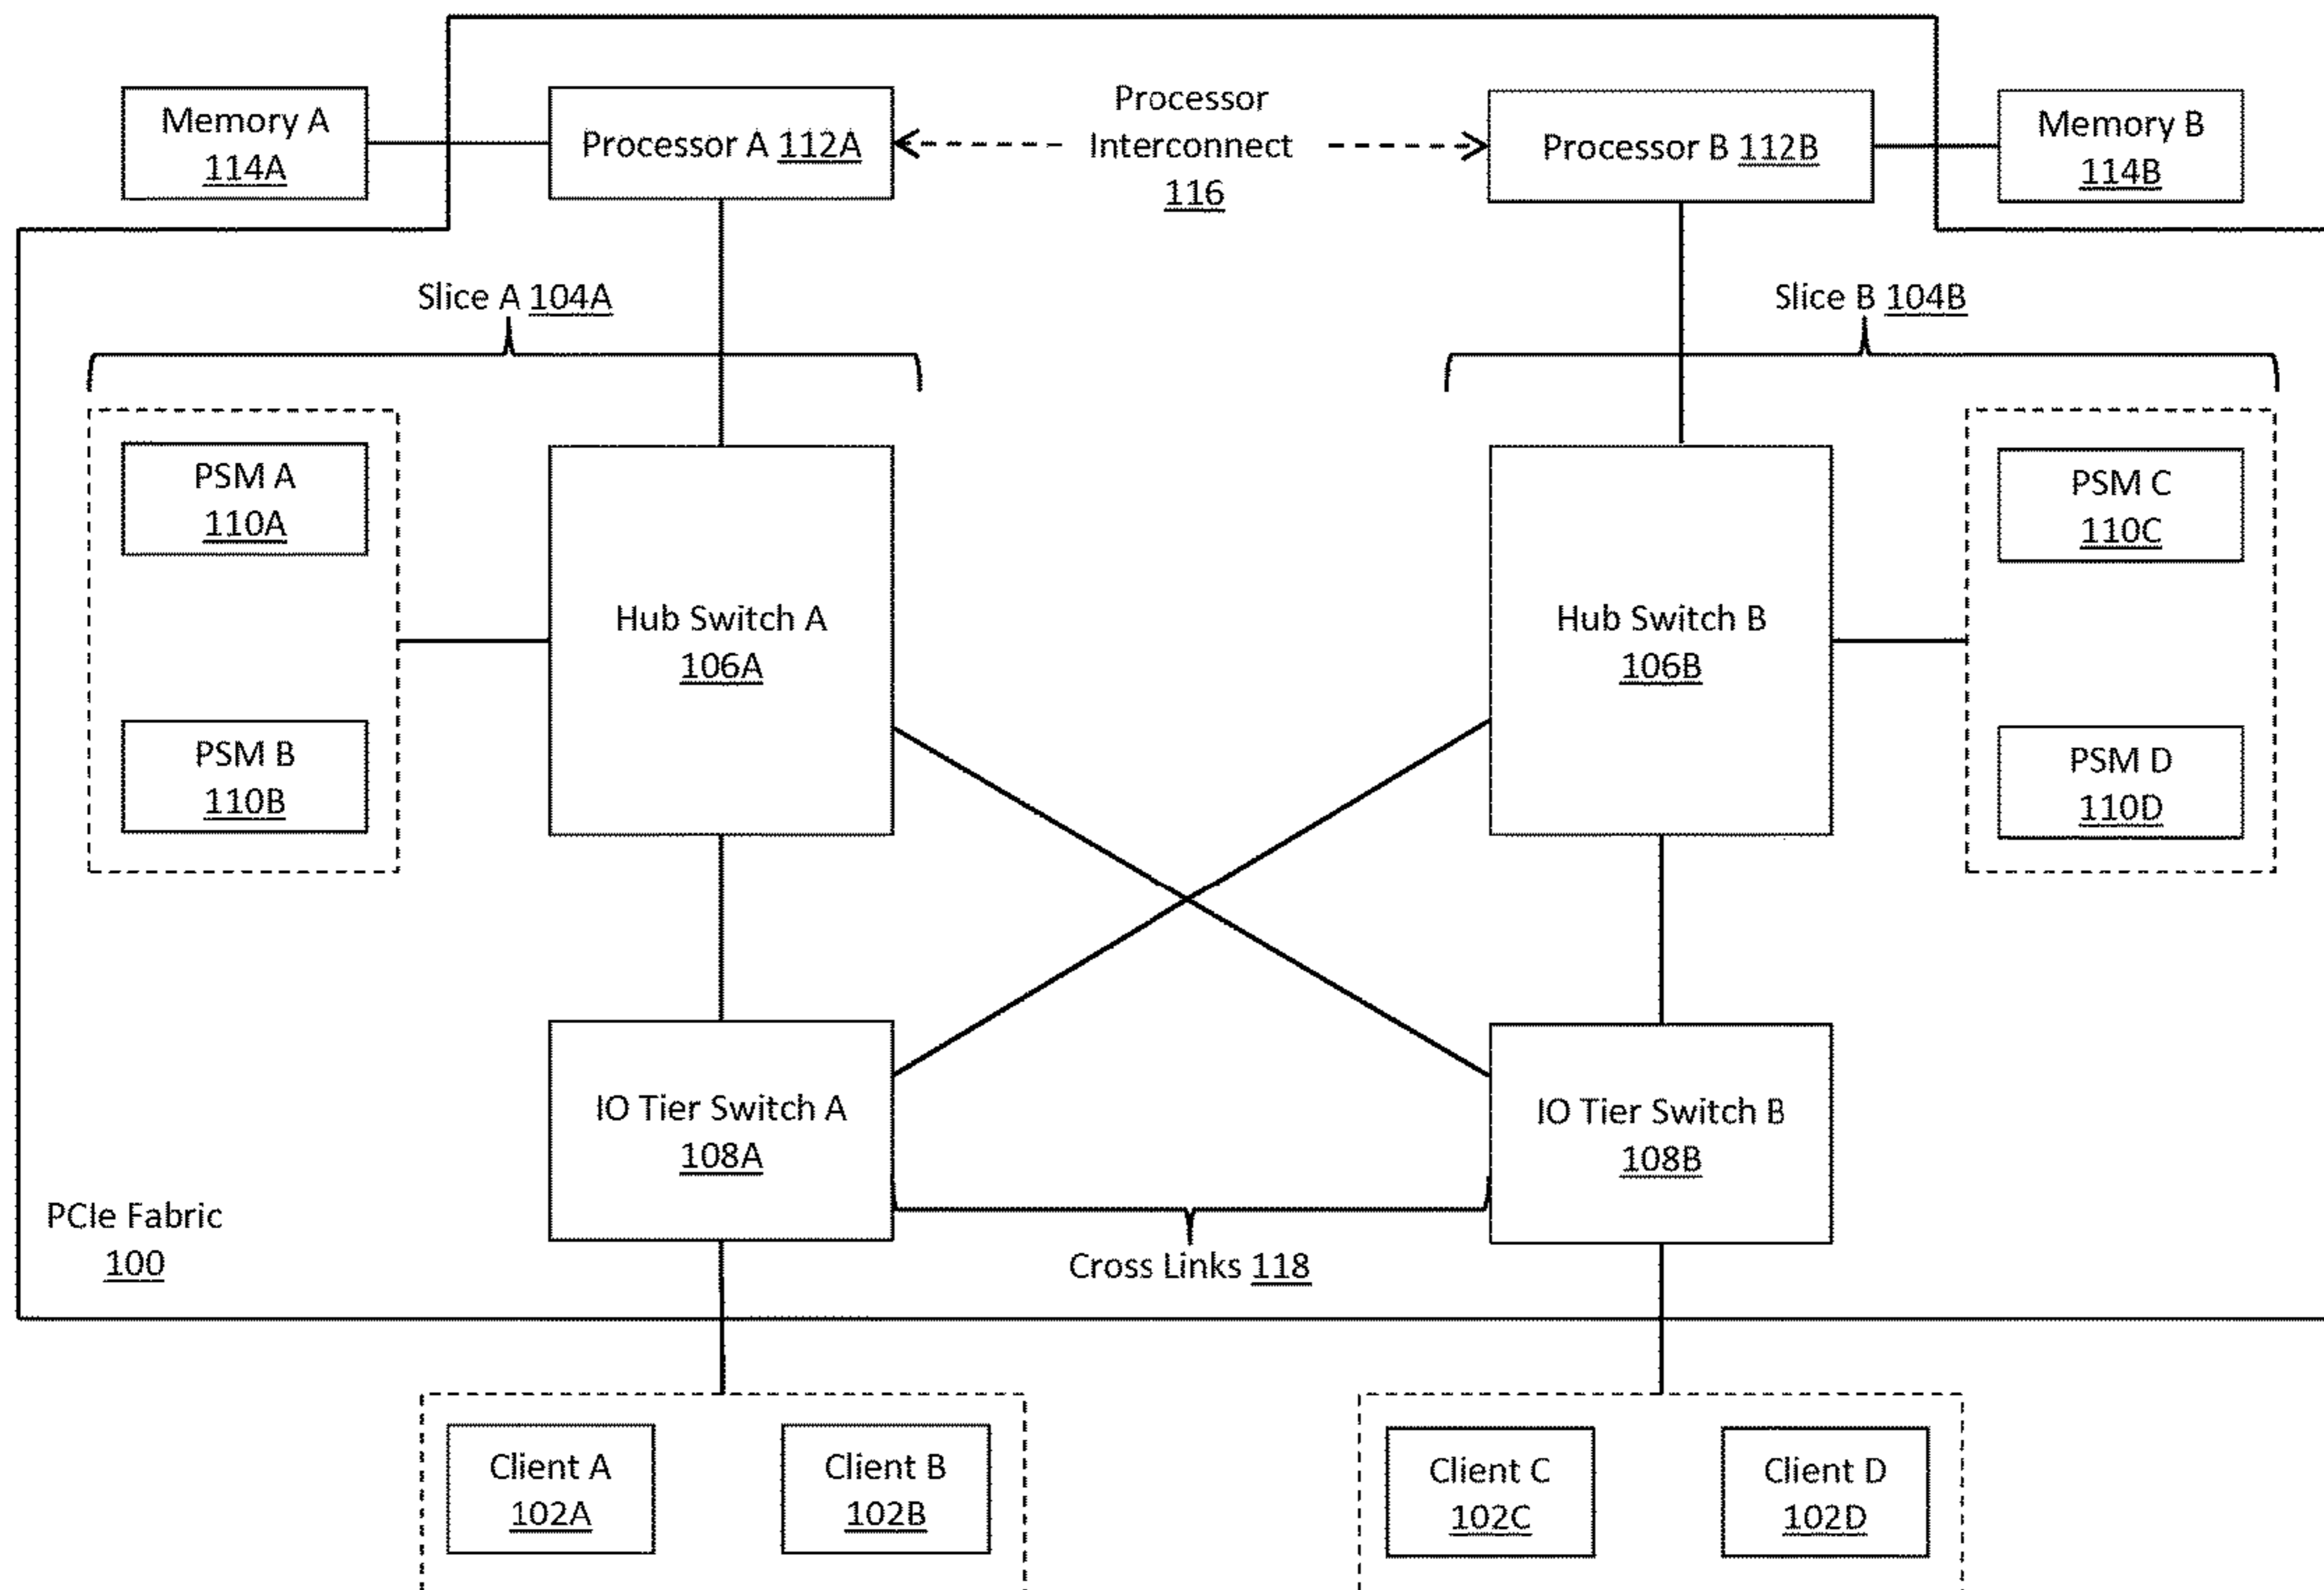 Memory A
114A
Processor A 112A
Processor
Interconnect
116
Processor B 112B
Memory B
114B
Slice A 104A
Slice B 104B
PSM A
110A
PSM B
110B
Hub Switch A
106A
Hub Switch B
106B
PSM C
110C
PSM D
110D
IO Tier Switch A
108A
IO Tier Switch B
108B
PCIe Fabric
100
Cross Links 118
Client A
102A
Client B
102B
Client C
102C
Client D
102D